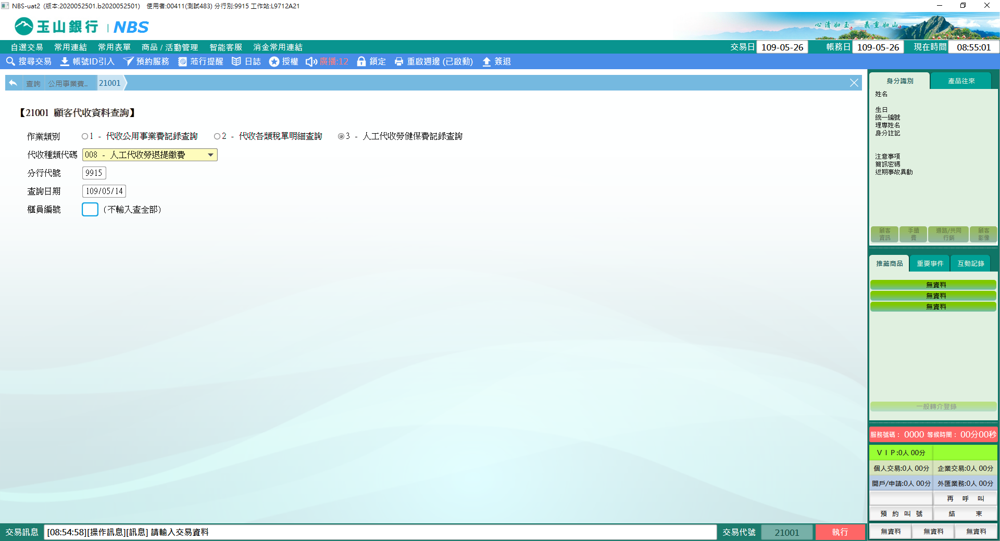 NBS-uat2 (版本:2020052501.b2020052501) 使用者:00411(測試483) 分行別:9915 工作站:L9712A21
玉山銀行 | NBS
心清如玉。 義重如山。
自選交易 常用連結 常用表單 商品 / 活動管理 智能客服 消金常用連結 交易日 109-05-26 帳務日 109-05-26 現在時間 08:55:01
搜尋交易 帳號ID引入 預約服務 蒞行提醒 日誌 授權 廣播:12 鎖定 重啟週邊 (已啟動) 簽退
查詢 公用事業費.. 21001
【21001 顧客代收資料查詢】
作業類別 1 - 代收公用事業費記錄查詢 2 - 代收各類稅單明細查詢 3 - 人工代收勞健保費記錄查詢
代收種類代碼 008 - 人工代收勞退提繳費
分行代號 9915
查詢日期 109/05/14
櫃員編號 (不輸入查全部)
身分識別 產品往來
姓名
生日
統一編號
理專姓名
身分註記
注意事項
簡訊密碼
近期事故異動
顧客資訊 手續費 通路/共同行銷 顧客影像
推薦商品 重要事件 互動記錄
無資料
無資料
無資料
一般轉介登錄
服務號碼： 0000 等候時間： 00分00秒
ＶＩＰ:0人 00分
個人交易:0人 00分 企業交易:0人 00分
開戶/申請:0人 00分 外匯業務:0人 00分
再 呼 叫
預 約 叫 號 結 束
無資料 無資料 無資料
交易訊息 [08:54:58][操作訊息][訊息] 請輸入交易資料 交易代號 21001 執行